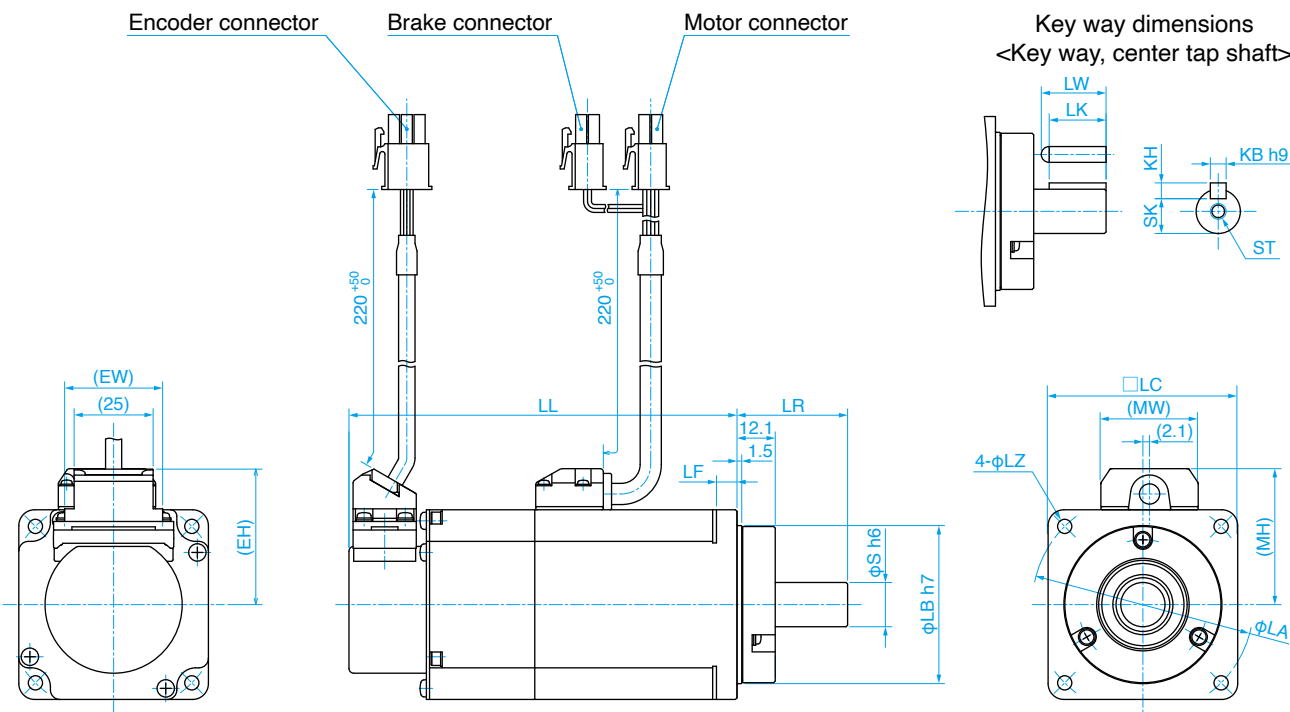 Encoder connector
Brake connector
Motor connector
Key way dimensions
<Key way, center tap shaft>
LW
LK
KH
KB h9
SK
ST
220 +50 0
220 +50 0
(EW)
(25)
(EH)
LL
LR
12.1
1.5
LF
φS h6
φLB h7
□LC
(MW)
(2.1)
4-φLZ
(MH)
φLA